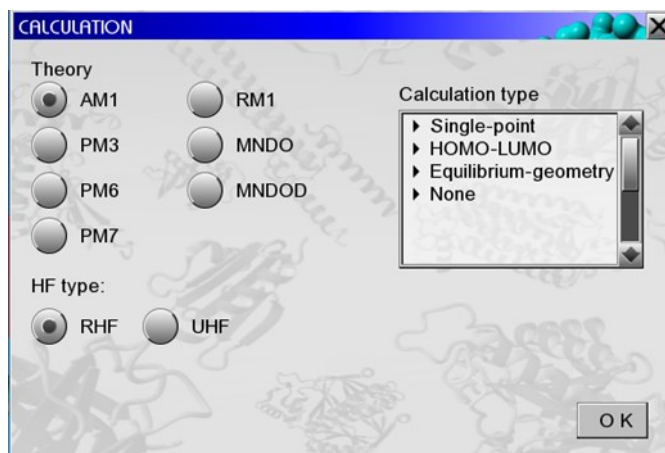 CALCULATION
Theory
AM1 RM1
PM3 MNDO
PM6 MNDOD
PM7
HF type:
RHF UHF
Calculation type
Single-point
HOMO-LUMO
Equilibrium-geometry
None
OK